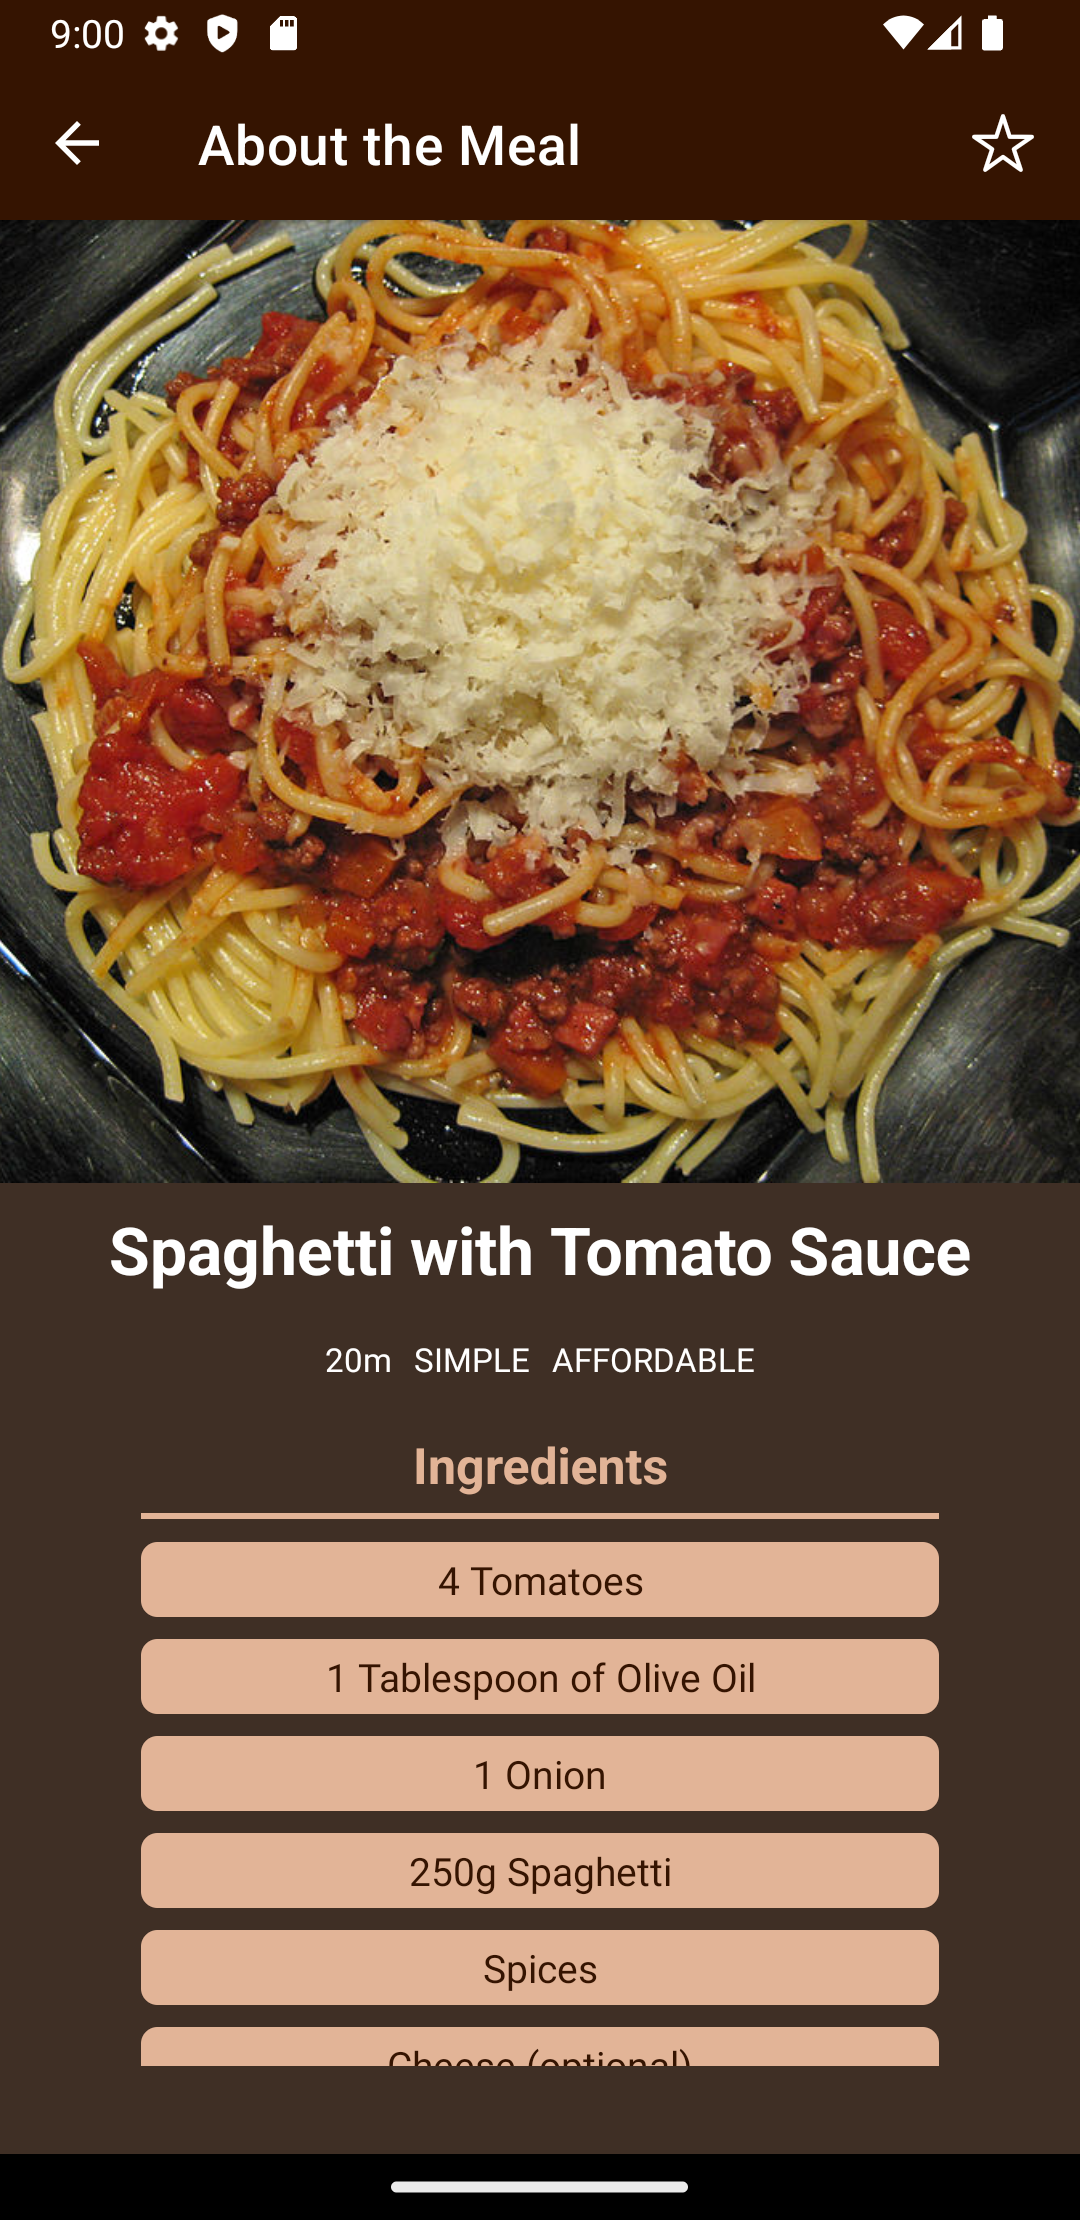 9:00
About the Meal
Spaghetti with Tomato Sauce
20m SIMPLE AFFORDABLE
Ingredients
4 Tomatoes
1 Tablespoon of Olive Oil
1 Onion
250g Spaghetti
Spices
Cheese (optional)